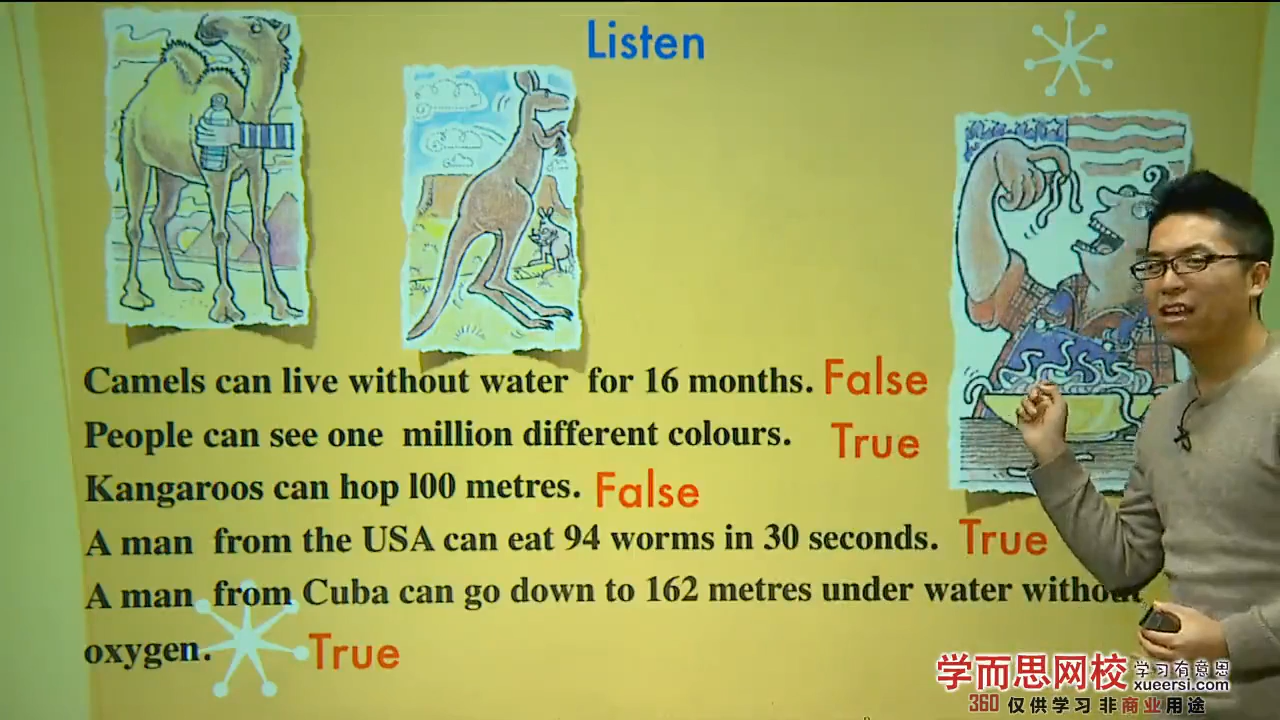 Listen
Camels can live without water for 16 months. False
People can see one million different colours. True
Kangaroos can hop l00 metres. False
A man from the USA can eat 94 worms in 30 seconds. True
A man from Cuba can go down to 162 metres under water without
oxygen. True
学而思网校 学习有意思
xueersi.com
360 仅供学习 非商业用途